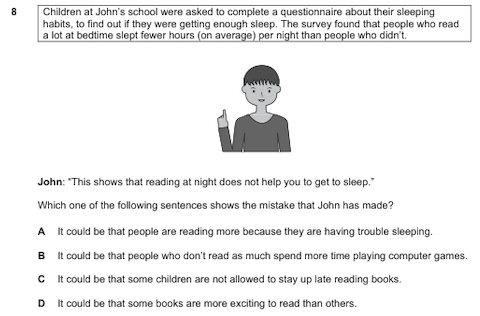 8 Children at John's school were asked to complete a questionnaire about their sleeping
habits, to find out if they were getting enough sleep. The survey found that people who read
a lot at bedtime slept fewer hours (on average) per night than people who didn't.
John: "This shows that reading at night does not help you to get to sleep."
Which one of the following sentences shows the mistake that John has made?
A It could be that people are reading more because they are having trouble sleeping.
B It could be that people who don't read as much spend more time playing computer games.
C It could be that some children are not allowed to stay up late reading books.
D It could be that some books are more exciting to read than others.